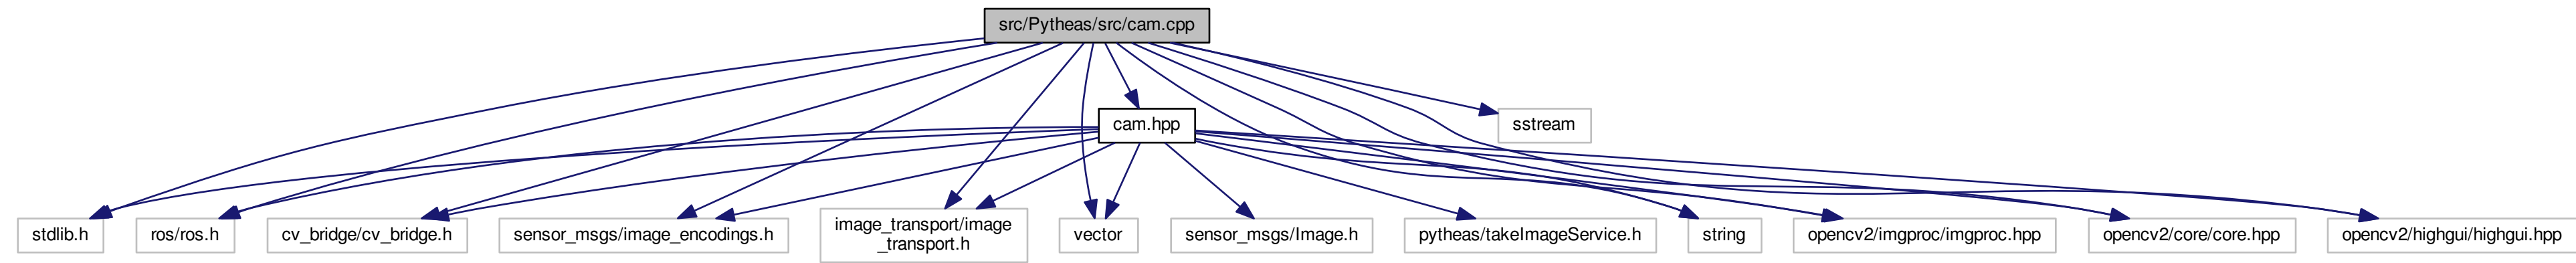 src/Pytheas/src/cam.cpp
cam.hpp
sstream
stdlib.h
ros/ros.h
cv_bridge/cv_bridge.h
sensor_msgs/image_encodings.h
image_transport/image
_transport.h
vector
sensor_msgs/Image.h
pytheas/takeImageService.h
string
opencv2/imgproc/imgproc.hpp
opencv2/core/core.hpp
opencv2/highgui/highgui.hpp